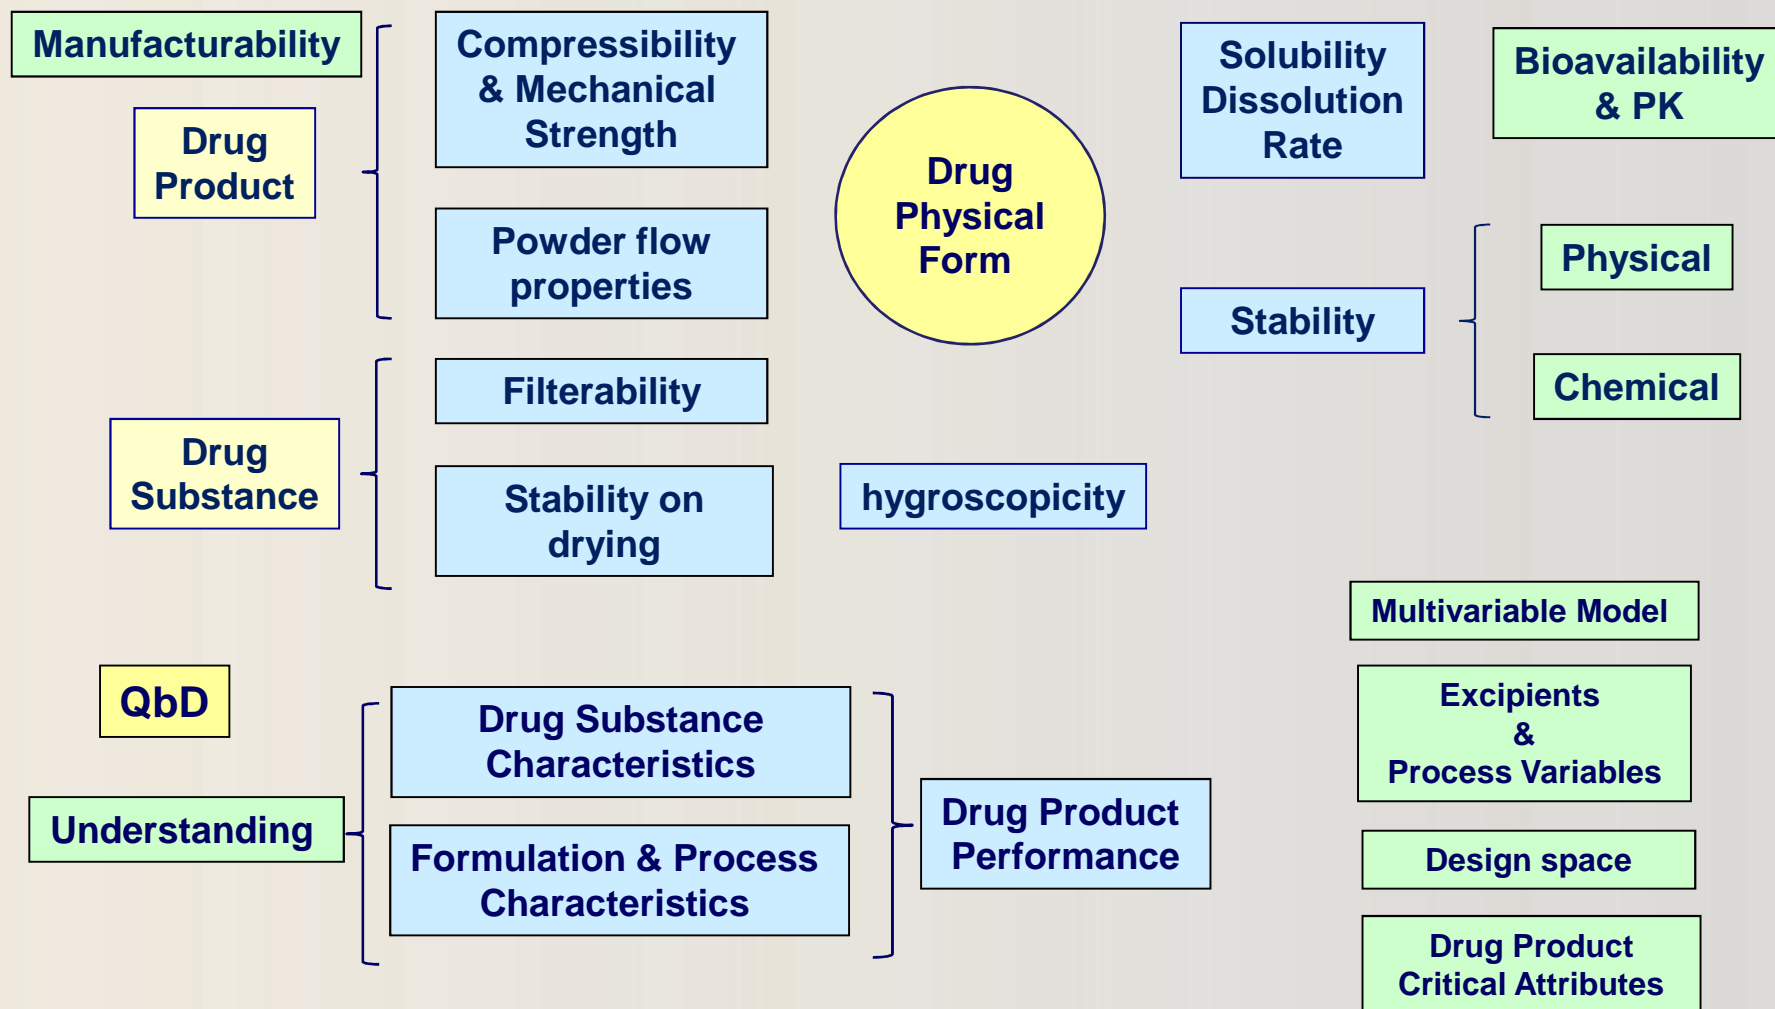 Manufacturability
Drug
Product
Compressibility
& Mechanical
Strength
Powder flow
properties
Drug
Substance
Filterability
Stability on
drying
Drug
Physical
Form
hygroscopicity
Solubility
Dissolution
Rate
Bioavailability
& PK
Stability
Physical
Chemical
QbD
Understanding
Drug Substance
Characteristics
Formulation & Process
Characteristics
Drug Product
Performance
Multivariable Model
Excipients
&
Process Variables
Design space
Drug Product
Critical Attributes